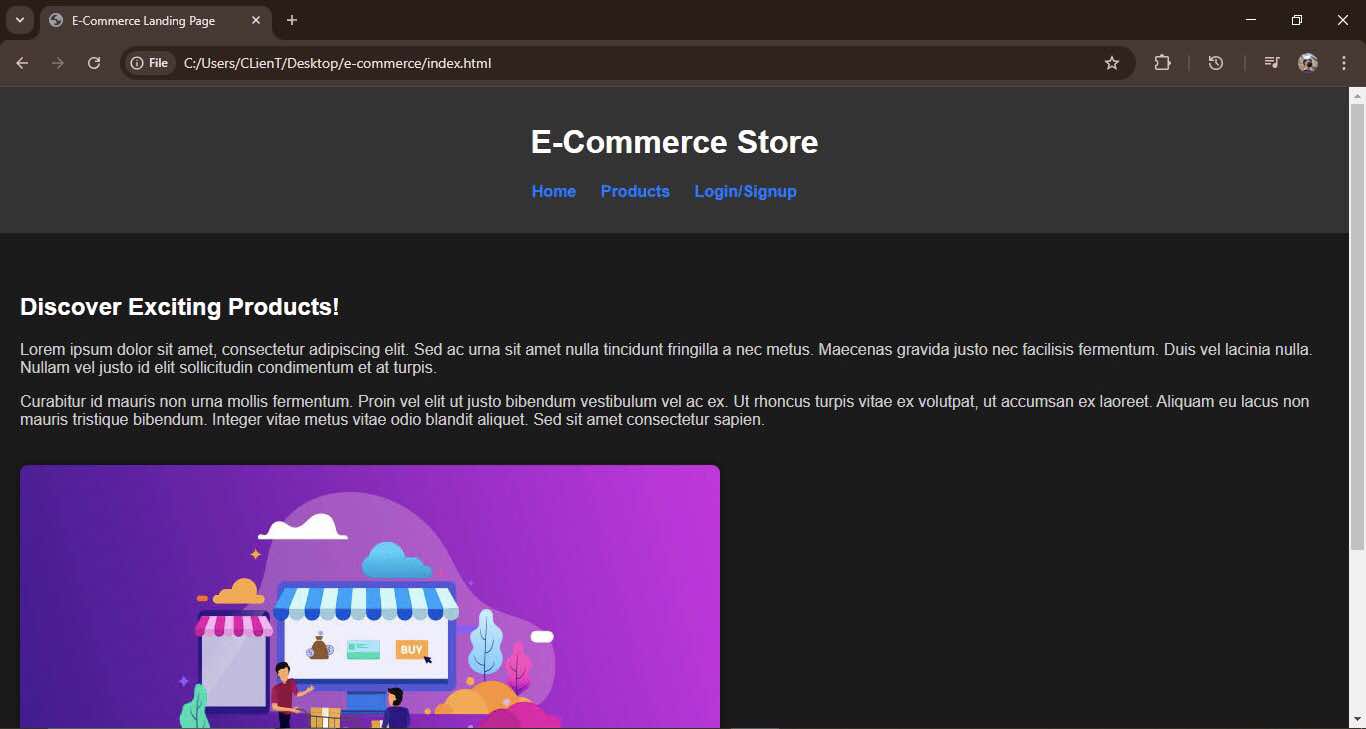 E-Commerce Landing Page
File
C:/Users/CLienT/Desktop/e-commerce/index.html
E-Commerce Store
Home Products Login/Signup
Discover Exciting Products!
Lorem ipsum dolor sit amet, consectetur adipiscing elit. Sed ac urna sit amet nulla tincidunt fringilla a nec metus. Maecenas gravida justo nec facilisis fermentum. Duis vel lacinia nulla.
Nullam vel justo id elit sollicitudin condimentum et at turpis.
Curabitur id mauris non urna mollis fermentum. Proin vel elit ut justo bibendum vestibulum vel ac ex. Ut rhoncus turpis vitae ex volutpat, ut accumsan ex laoreet. Aliquam eu lacus non
mauris tristique bibendum. Integer vitae metus vitae odio blandit aliquet. Sed sit amet consectetur sapien.
BUY